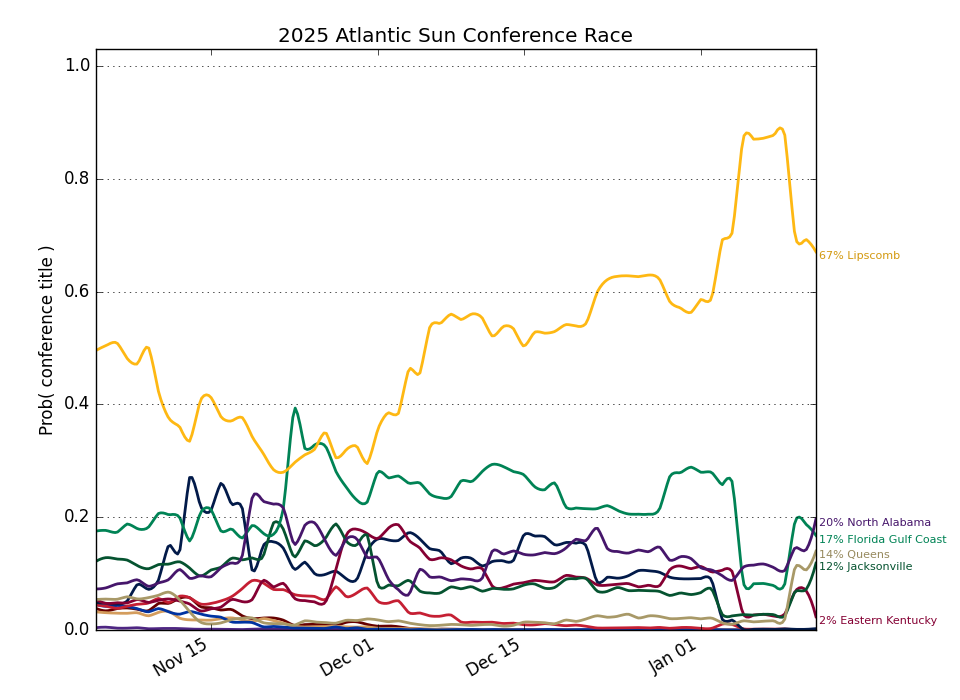 2025 Atlantic Sun Conference Race
Prob( conference title )
1.0
0.8
0.6
0.4
0.2
0.0
Nov 15
Dec 01
Dec 15
Jan 01
67% Lipscomb
20% North Alabama
17% Florida Gulf Coast
14% Queens
12% Jacksonville
2% Eastern Kentucky